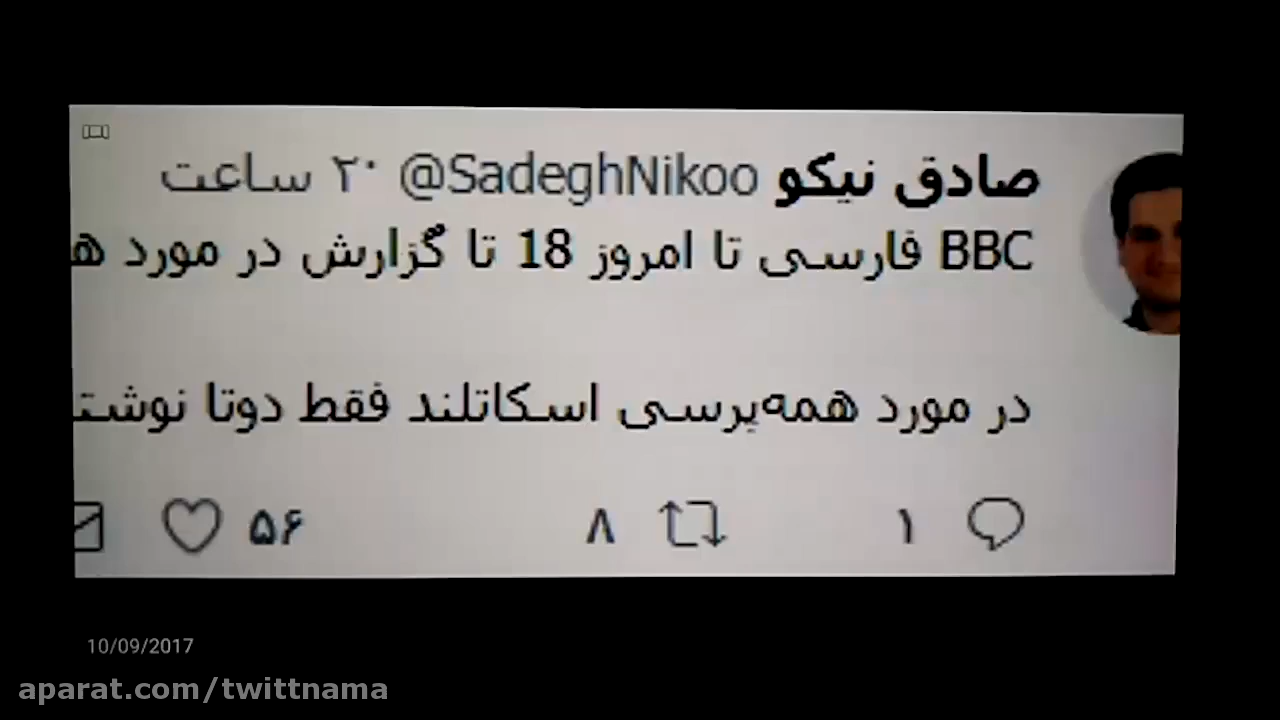 صادق نیکو @SadeghNikoo ۲۰ ساعت
BBC فارسی تا امروز 18 تا گزارش در مورد
در مورد همه‌پرسی اسکاتلند فقط دوتا
۱ ۸ ۵۶
10/09/2017
aparat.com/twittnama